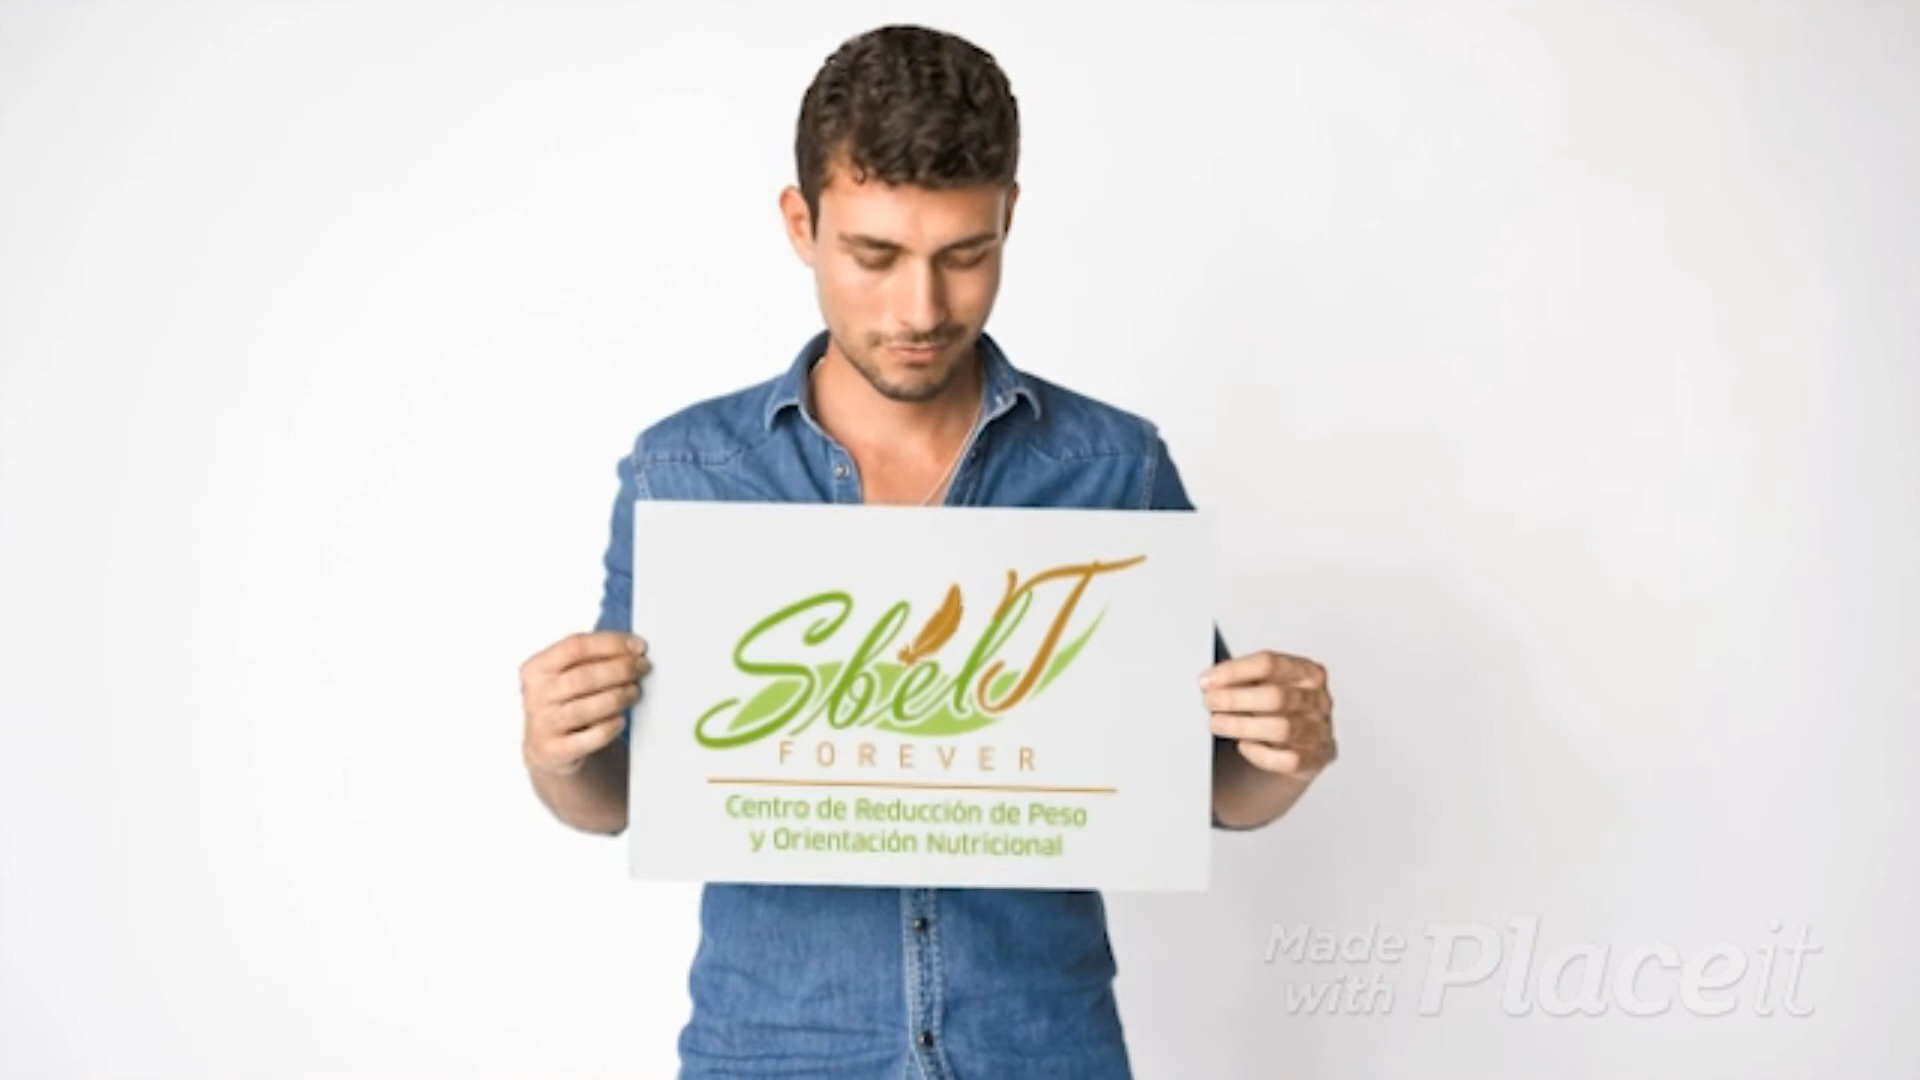 SbelT
FOREVER
Centro de Reducción de Peso
y Orientación Nutricional
Made
with Placeit